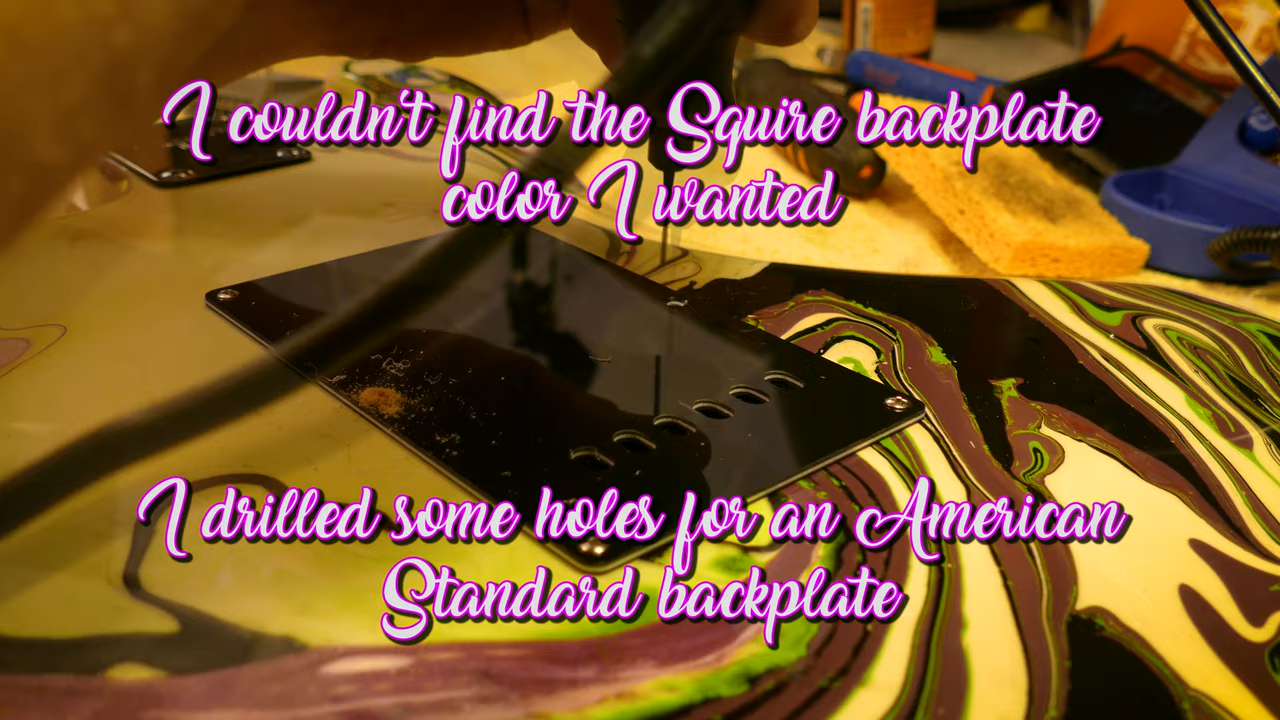 I couldn't find the Squire backplate
color I wanted
I drilled some holes for an American
Standard backplate